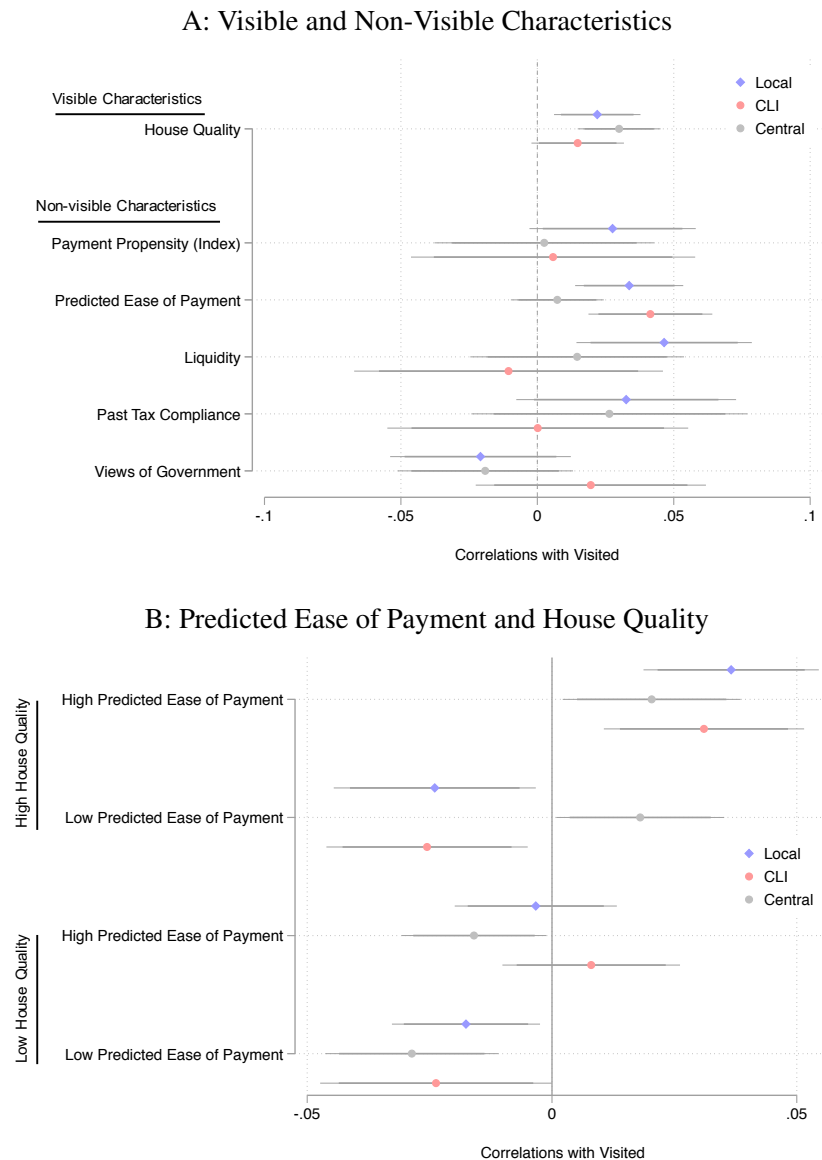 A: Visible and Non-Visible Characteristics
Local
CLI
Central
Visible Characteristics
House Quality
Non-visible Characteristics
Payment Propensity (Index)
Predicted Ease of Payment
Liquidity
Past Tax Compliance
Views of Government
-.1 -.05 0 .05 .1
Correlations with Visited
B: Predicted Ease of Payment and House Quality
High House Quality
High Predicted Ease of Payment
Low Predicted Ease of Payment
Local
CLI
Central
Low House Quality
High Predicted Ease of Payment
Low Predicted Ease of Payment
-.05 0 .05
Correlations with Visited